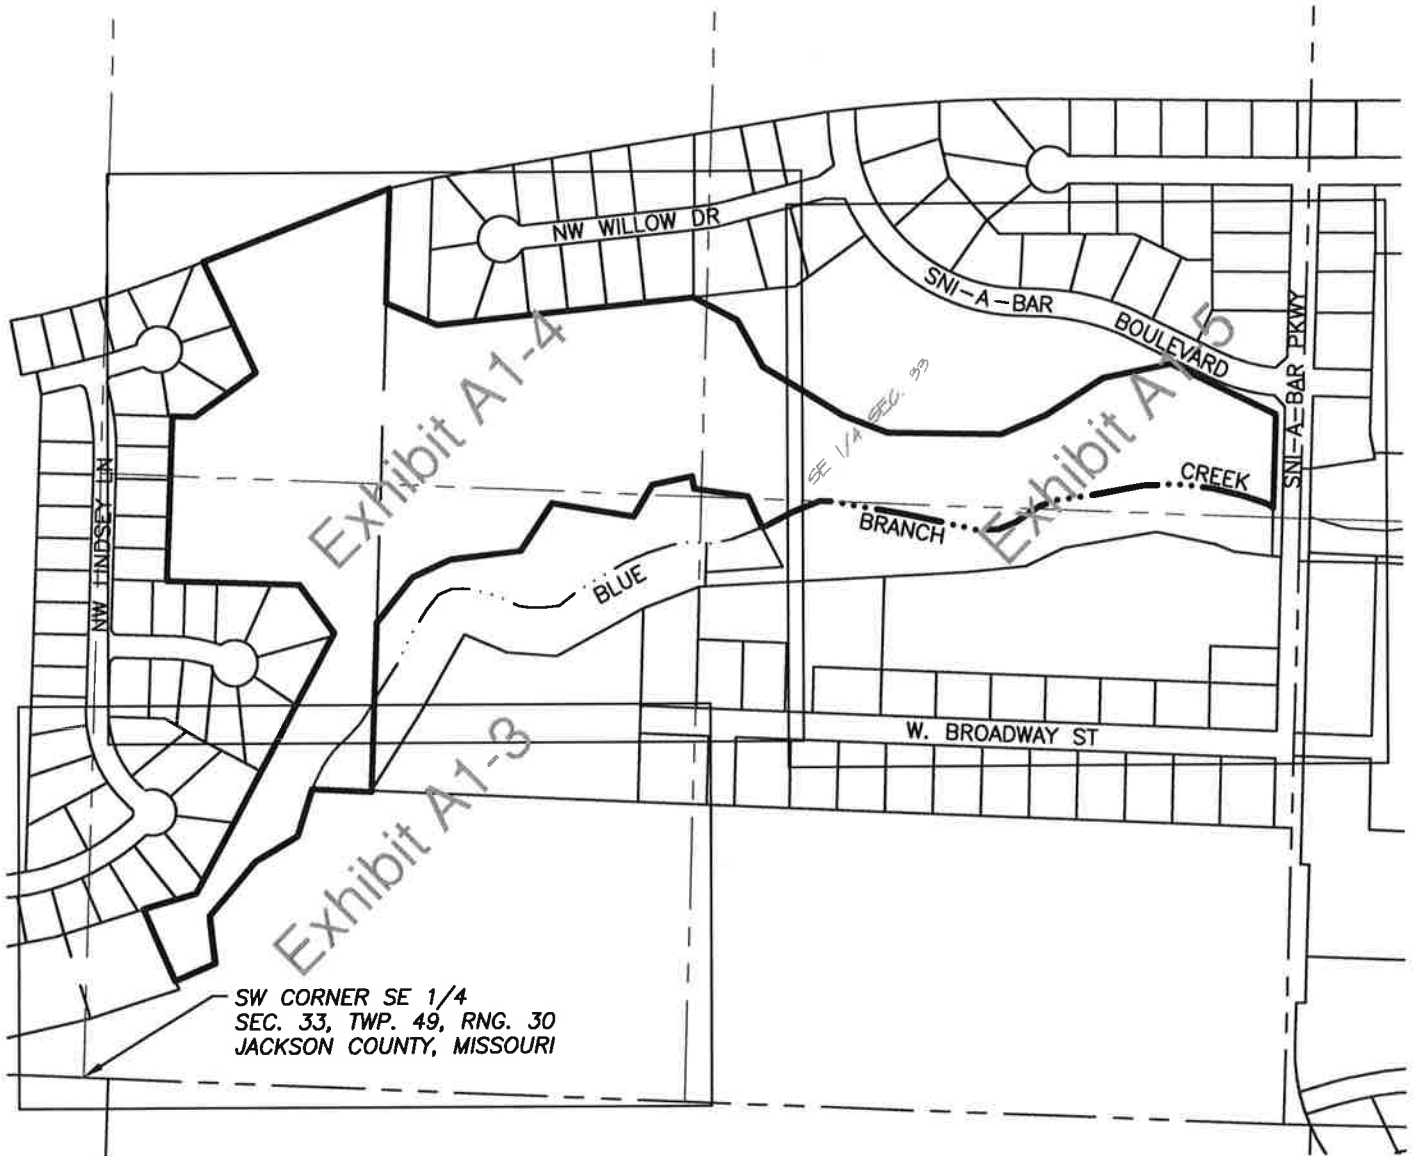 NW WILLOW DR
SNI-A-BAR
BOULEVARD
SNI-A-BAR PKWY
Exhibit A1-4
Exhibit A1-5
SE 1/4 SEC. 33
NW LINDSEY LN
CREEK
BRANCH
BLUE
W. BROADWAY ST
Exhibit A1-3
SW CORNER SE 1/4
SEC. 33, TWP. 49, RNG. 30
JACKSON COUNTY, MISSOURI